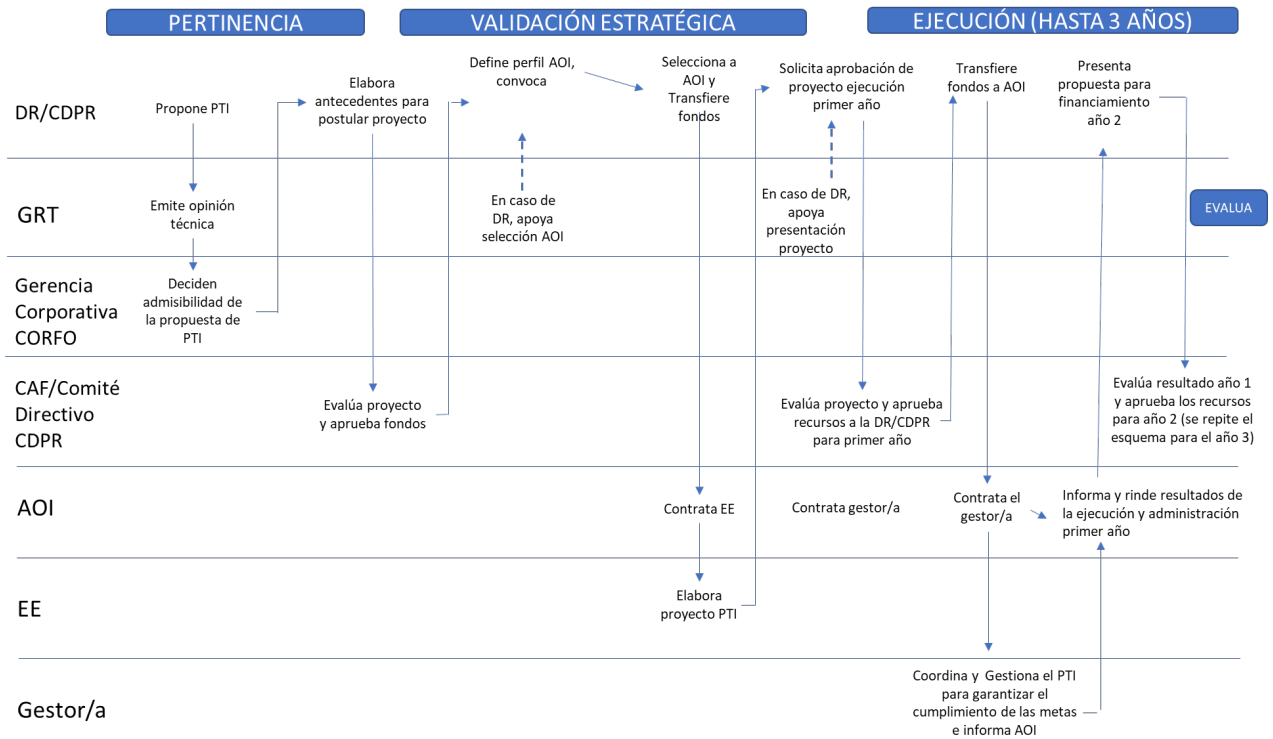 PERTINENCIA
VALIDACIÓN ESTRATÉGICA
EJECUCIÓN (HASTA 3 AÑOS)
DR/CDPR
Propone PTI
Elabora
antecedentes para
postular proyecto
Define perfil AOI,
convoca
Selecciona a
AOI y
Transfiere
fondos
Solicita aprobación de
proyecto ejecución
primer año
Transfiere
fondos a AOI
Presenta
propuesta para
financiamiento
año 2
GRT
Emite opinión
técnica
En caso de
DR, apoya
selección AOI
En caso de DR,
apoya
presentación
proyecto
EVALUA
Gerencia
Corporativa
CORFO
Deciden
admisibilidad de
la propuesta de
PTI
CAF/Comité
Directivo
CDPR
Evalúa proyecto
y aprueba fondos
Evalúa proyecto y aprueba
recursos a la DR/CDPR
para primer año
Evalúa resultado año 1
y aprueba los recursos
para año 2 (se repite el
esquema para el año 3)
AOI
Contrata EE
Contrata gestor/a
Contrata el
gestor/a
Informa y rinde resultados de
la ejecución y administración
primer año
EE
Elabora
proyecto PTI
Gestor/a
Coordina y Gestiona el PTI
para garantizar el
cumplimiento de las metas
e informa AOI